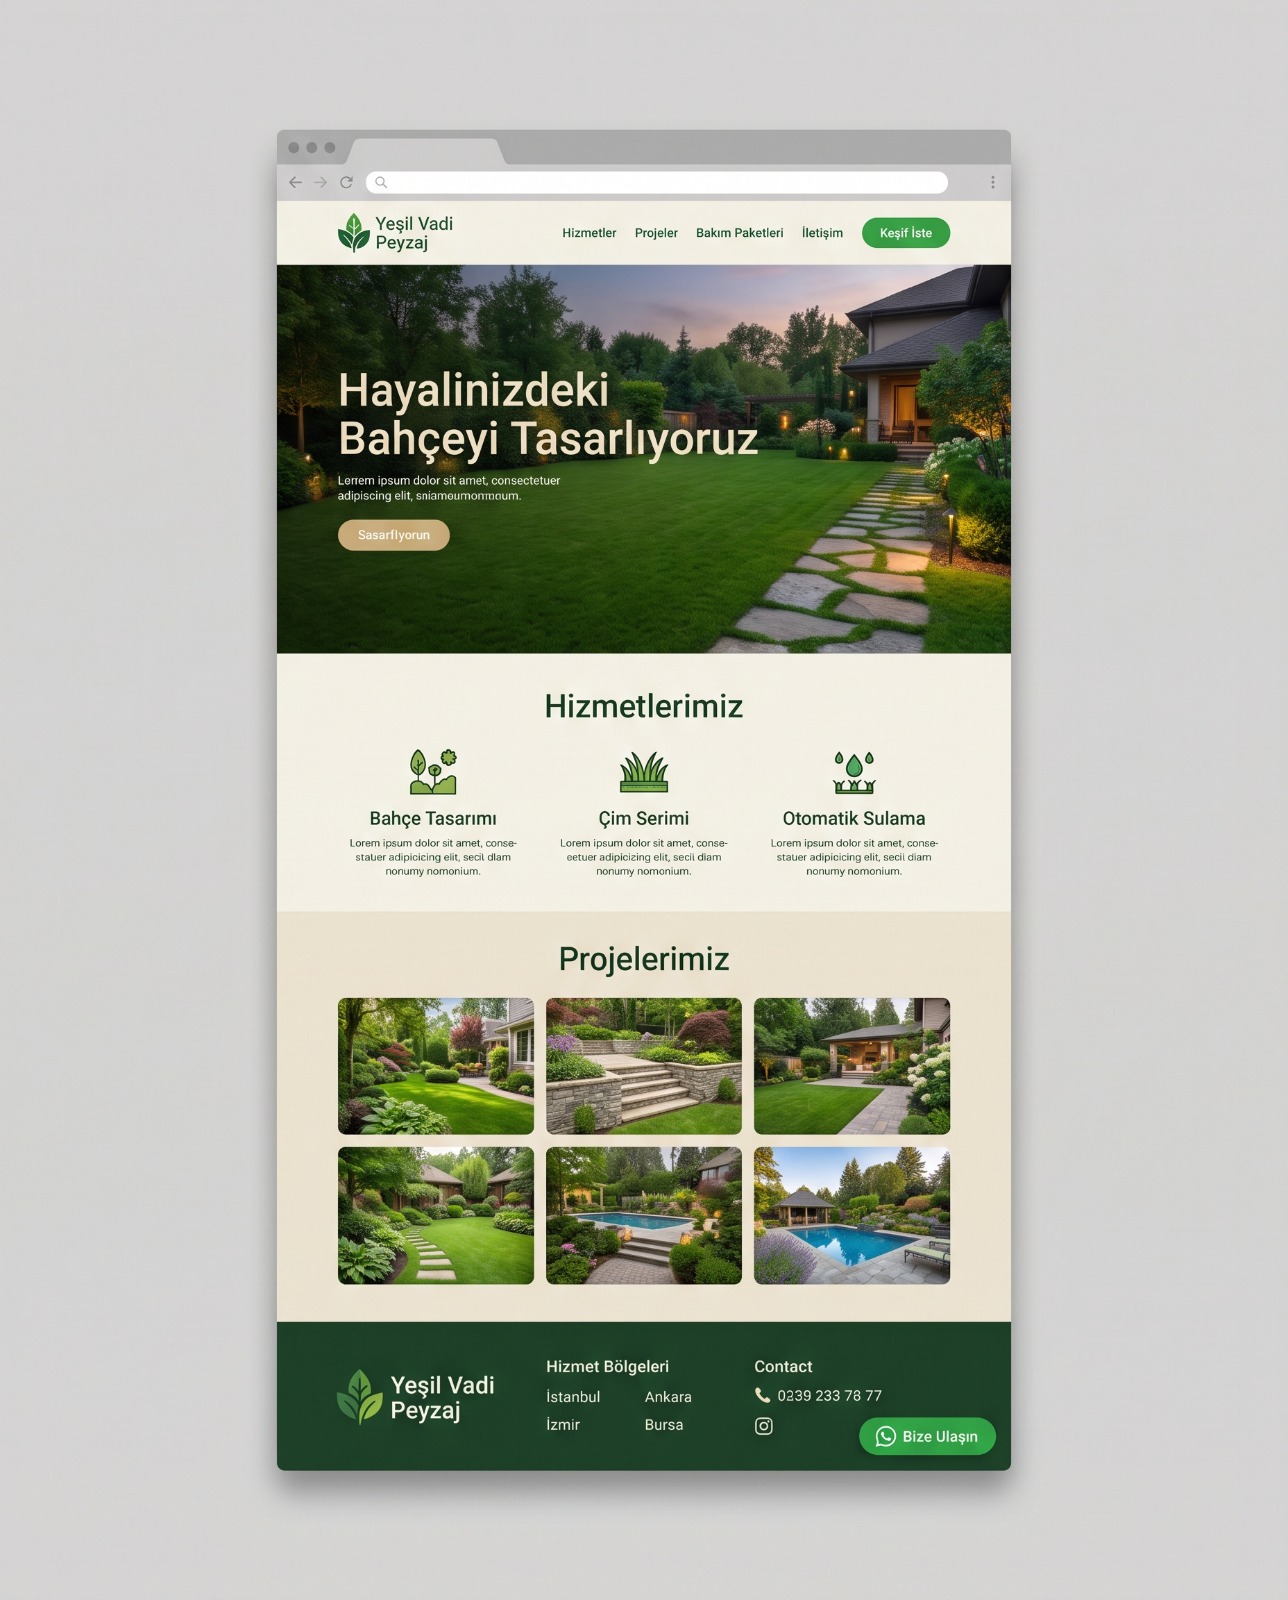 Yeşil Vadi
Peyzaj
Hizmetler Projeler Bakım Paketleri İletişim Keşif İste
Hayalinizdeki
Bahçeyi Tasarlıyoruz
Lorem ipsum dolor sit amet, consectetuer
adipiscing elit,
Hizmetlerimiz
Bahçe Tasarımı
Lorem ipsum dolor sit amet, conse-
statuer adipicicing elit, secil diam
nonumy nomonium.
Çim Serimi
Lorem ipsum dolor sit amet, conse-
eetuer adipicizing elit, secil diam
nonumy nomonium.
Otomatik Sulama
Lorem ipsum dolor sit amet, conse-
statuer adipicicing elit, secil diam
nonumy nomonium.
Projelerimiz
Yeşil Vadi
Peyzaj
Hizmet Bölgeleri
İstanbul Ankara
İzmir Bursa
Contact
0239 233 78 77
Bize Ulaşın